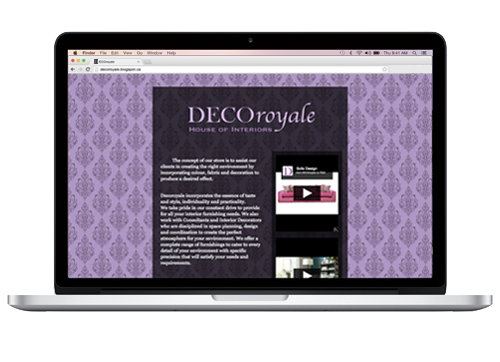 Finder File Edit View Go Window Help
Thu 9:41 AM
DECOroyale
decoroyale.blogspot.ca
DECOroyale
HOUSE OF INTERIORS
The concept of our store is to assist our
clients in creating the right environment by
incorporating colour, fabric and decoration to
produce a desired effect.
Decoroyale incorporates the essence of taste
and style, individuality and practicality.
We take pride in our constant drive to provide
for all your interior furnishing needs. We also
work with Consultants and Interior Decorators
who are disciplined in space planning, design
and coordination to create the perfect
atmosphere for your environment. We offer a
complete range of furnishings to cater to every
detail of your environment with specific
precision that will satisfy your needs and
requirements.
Sofa Design